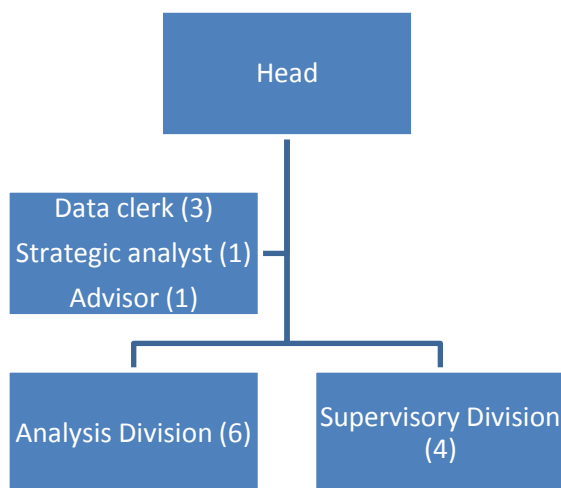 Head
Data clerk (3)
Strategic analyst (1)
Advisor (1)
Analysis Division (6)
Supervisory Division
(4)